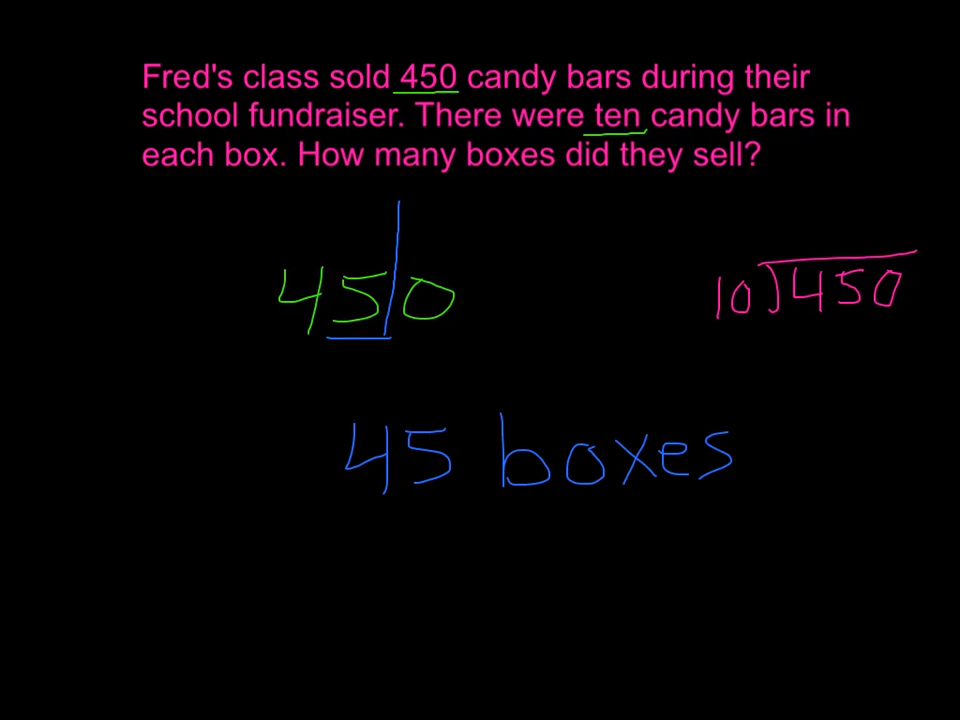 Fred's class sold 450 candy bars during their
school fundraiser. There were ten candy bars in
each box. How many boxes did they sell?
450
10)450
45 boxes